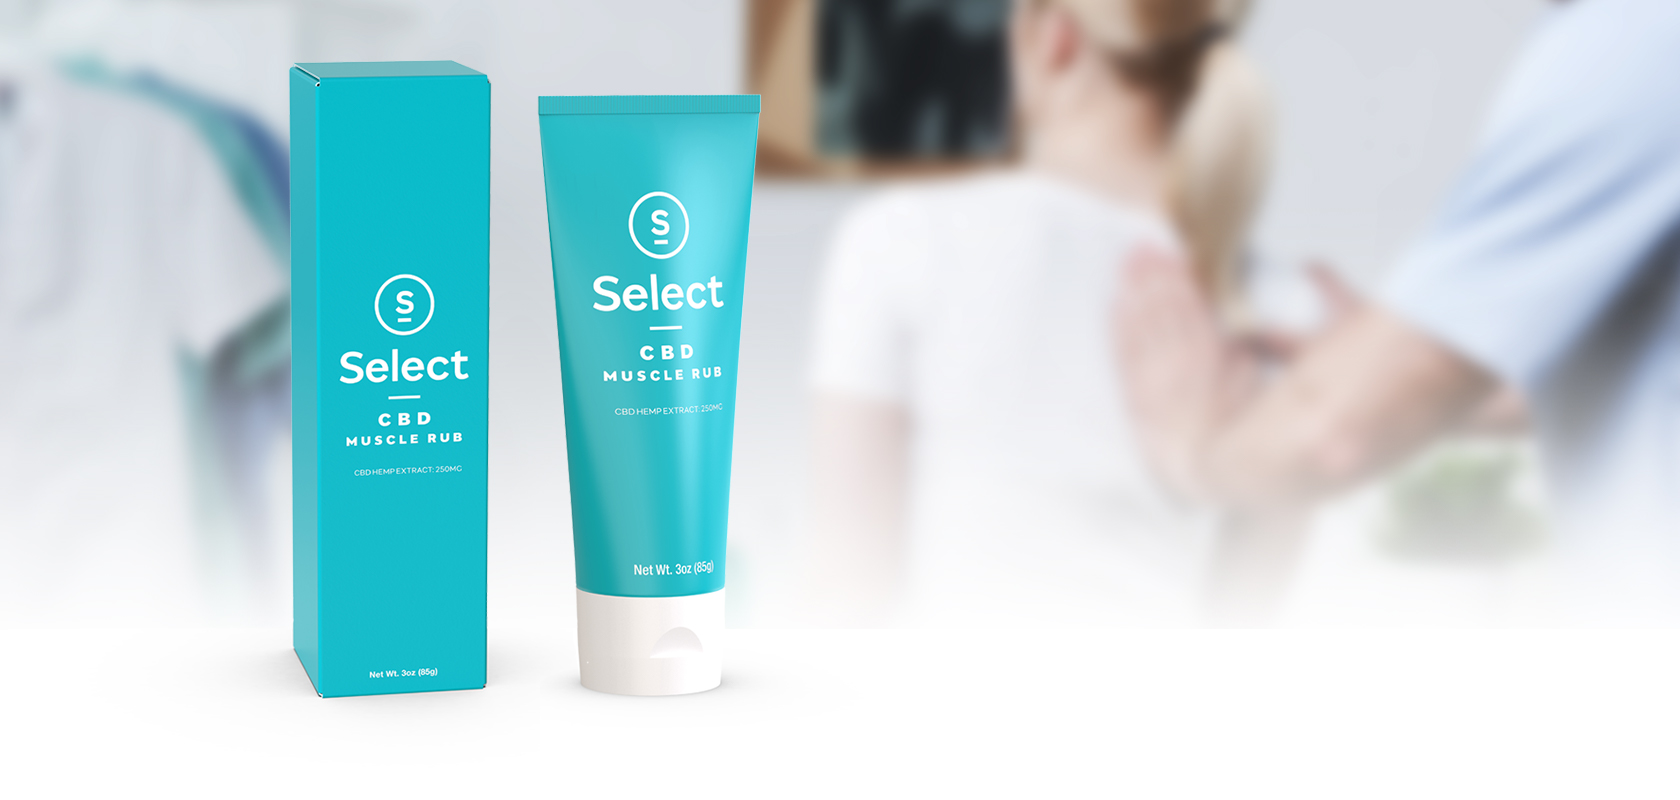 S
Select
CBD
MUSCLE RUB
CBD HEMP EXTRACT: 250MG
Net Wt. 3oz (85g)
S
Select
CBD
MUSCLE RUB
CBD HEMP EXTRACT: 250MG
Net Wt. 3oz (85g)